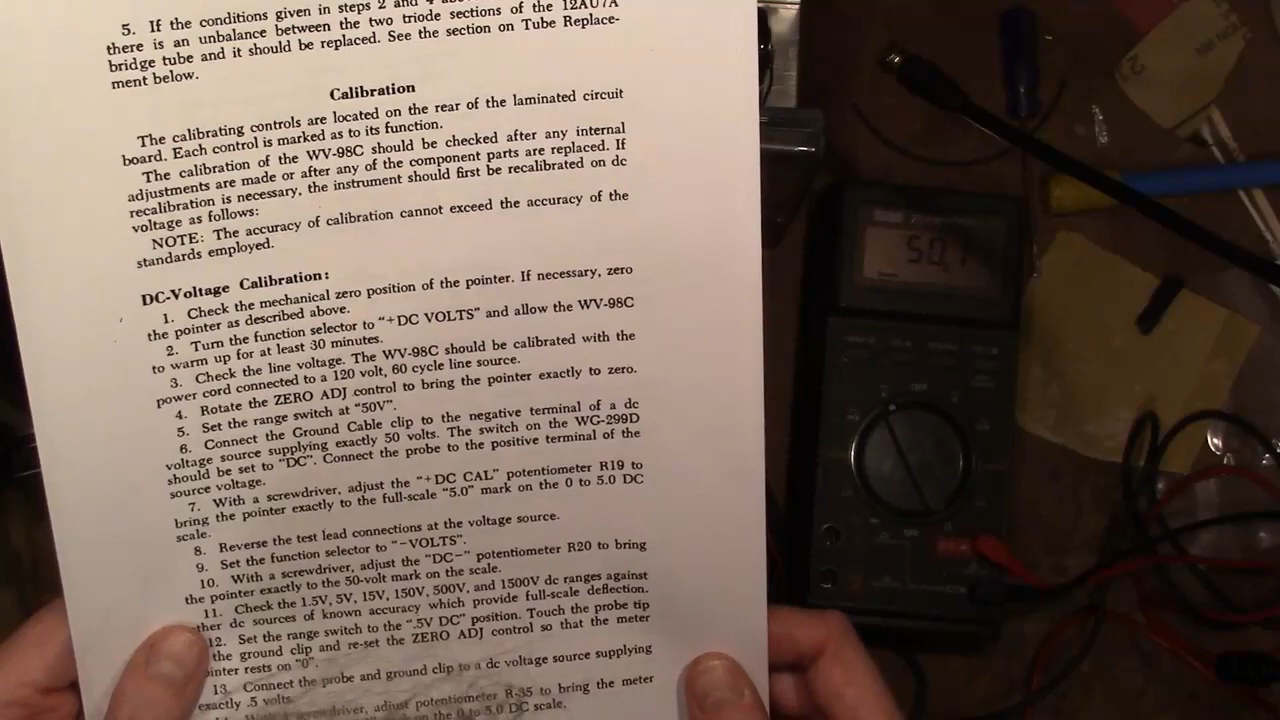 5. If the conditions given in steps 2 and 4
there is an unbalance between the two triode sections of the 12AU7A
bridge tube and it should be replaced. See the section on Tube Replace-
ment below.
Calibration
The calibrating controls are located on the rear of the laminated circuit
board. Each control is marked as to its function.
The calibration of the WV-98C should be checked after any internal
adjustments are made or after any of the component parts are replaced. If
recalibration is necessary, the instrument should first be recalibrated on dc
voltage as follows:
NOTE: The accuracy of calibration cannot exceed the accuracy of the
standards employed.
DC-Voltage Calibration:
1. Check the mechanical zero position of the pointer. If necessary, zero
the pointer as described above.
2. Turn the function selector to "+DC VOLTS" and allow the WV-98C
to warm up for at least 30 minutes.
3. Check the line voltage. The WV-98C should be calibrated with the
power cord connected to a 120 volt, 60 cycle line source.
4. Rotate the ZERO ADJ control to bring the pointer exactly to zero.
5. Set the range switch at "50V".
6. Connect the Ground Cable clip to the negative terminal of a dc
voltage source supplying exactly 50 volts. The switch on the WG-299D
should be set to "DC". Connect the probe to the positive terminal of the
source voltage.
7. With a screwdriver, adjust the "+DC CAL" potentiometer R19 to
bring the pointer exactly to the full-scale "5.0" mark on the 0 to 5.0 DC
scale.
8. Reverse the test lead connections at the voltage source.
9. Set the function selector to "−VOLTS".
10. With a screwdriver, adjust the "DC−" potentiometer R20 to bring
the pointer exactly to the 50-volt mark on the scale.
11. Check the 1.5V, 5V, 15V, 150V, 500V, and 1500V dc ranges against
ther dc sources of known accuracy which provide full-scale deflection.
12. Set the range switch to the ".5V DC" position. Touch the probe tip
the ground clip and re-set the ZERO ADJ control so that the meter
ointer rests on "0".
13. Connect the probe and ground clip to a dc voltage source supplying
exactly .5 volts.
With a screwdriver, adjust potentiometer R-35 to bring the meter
on the 0 to 5.0 DC scale.
50.1
OFF